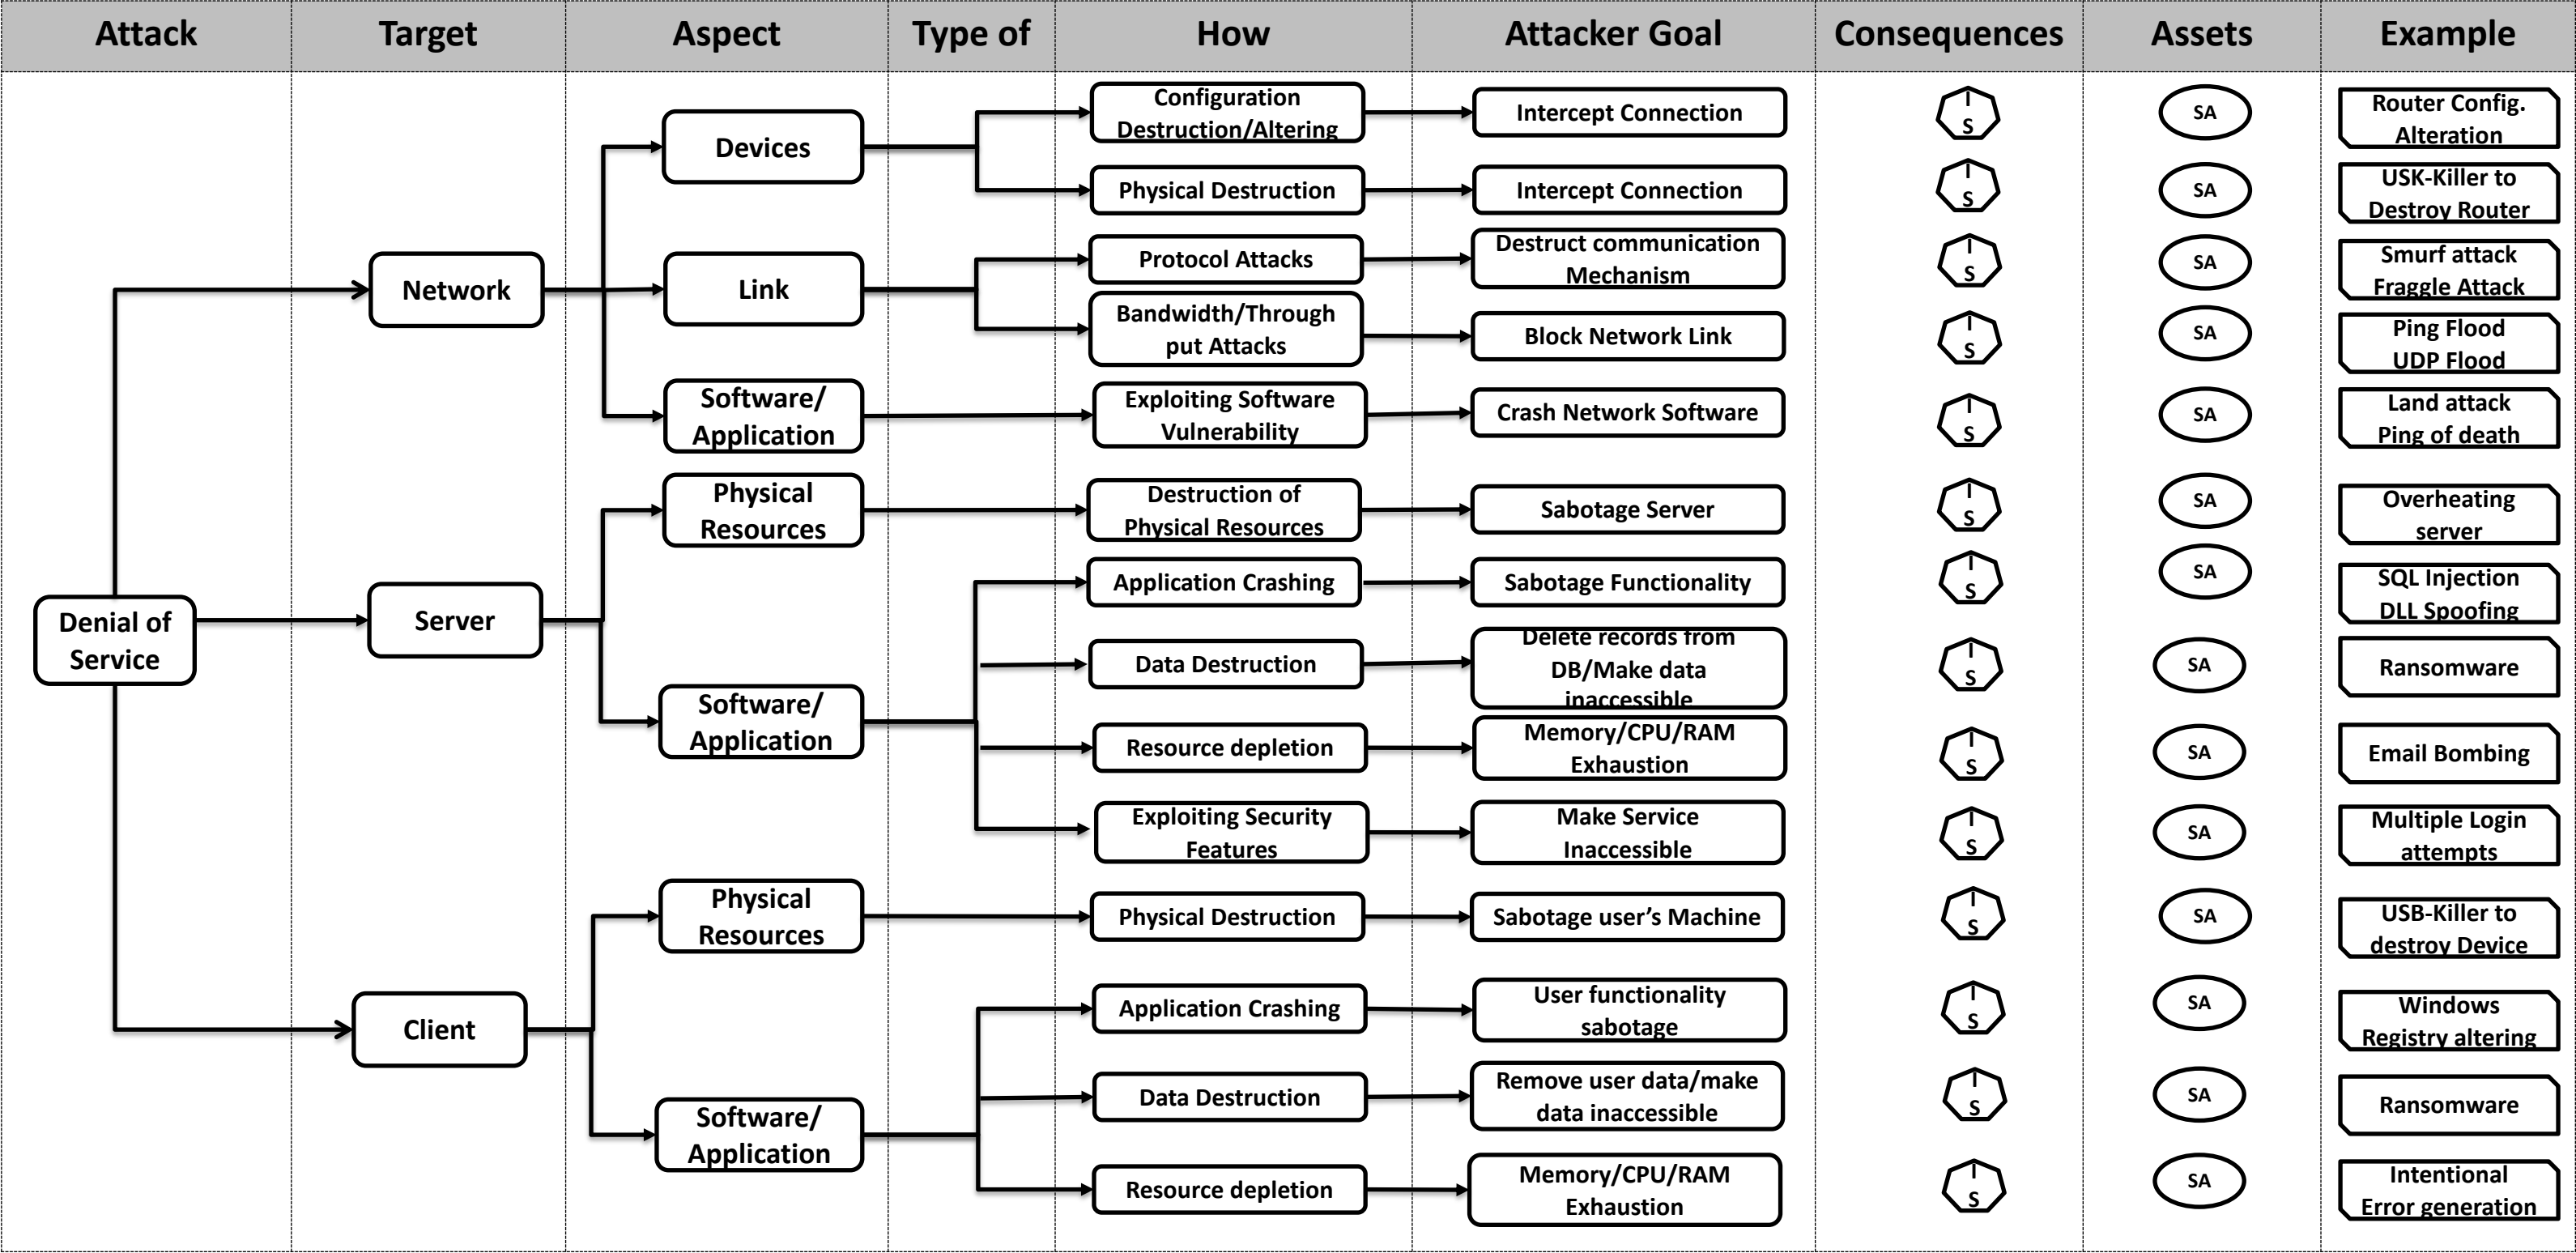 Attack
Target
Aspect
Type of
How
Attacker Goal
Consequences
Assets
Example
Denial of
Service
Network
Devices
Configuration
Destruction/Altering
Intercept Connection
I
S
SA
Router Config.
Alteration
Physical Destruction
Intercept Connection
I
S
SA
USK-Killer to
Destroy Router
Link
Protocol Attacks
Destruct communication
Mechanism
I
S
SA
Smurf attack
Fraggle Attack
Bandwidth/Through
put Attacks
Block Network Link
I
S
SA
Ping Flood
UDP Flood
Software/
Application
Exploiting Software
Vulnerability
Crash Network Software
I
S
SA
Land attack
Ping of death
Server
Physical
Resources
Destruction of
Physical Resources
Sabotage Server
I
S
SA
Overheating
server
Software/
Application
Application Crashing
Sabotage Functionality
I
S
SA
SQL Injection
DLL Spoofing
Data Destruction
Delete records from
DB/Make data
inaccessible
I
S
SA
Ransomware
Resource depletion
Memory/CPU/RAM
Exhaustion
I
S
SA
Email Bombing
Exploiting Security
Features
Make Service
Inaccessible
I
S
SA
Multiple Login
attempts
Client
Physical
Resources
Physical Destruction
Sabotage user's Machine
I
S
SA
USB-Killer to
destroy Device
Software/
Application
Application Crashing
User functionality
sabotage
I
S
SA
Windows
Registry altering
Data Destruction
Remove user data/make
data inaccessible
I
S
SA
Ransomware
Resource depletion
Memory/CPU/RAM
Exhaustion
I
S
SA
Intentional
Error generation